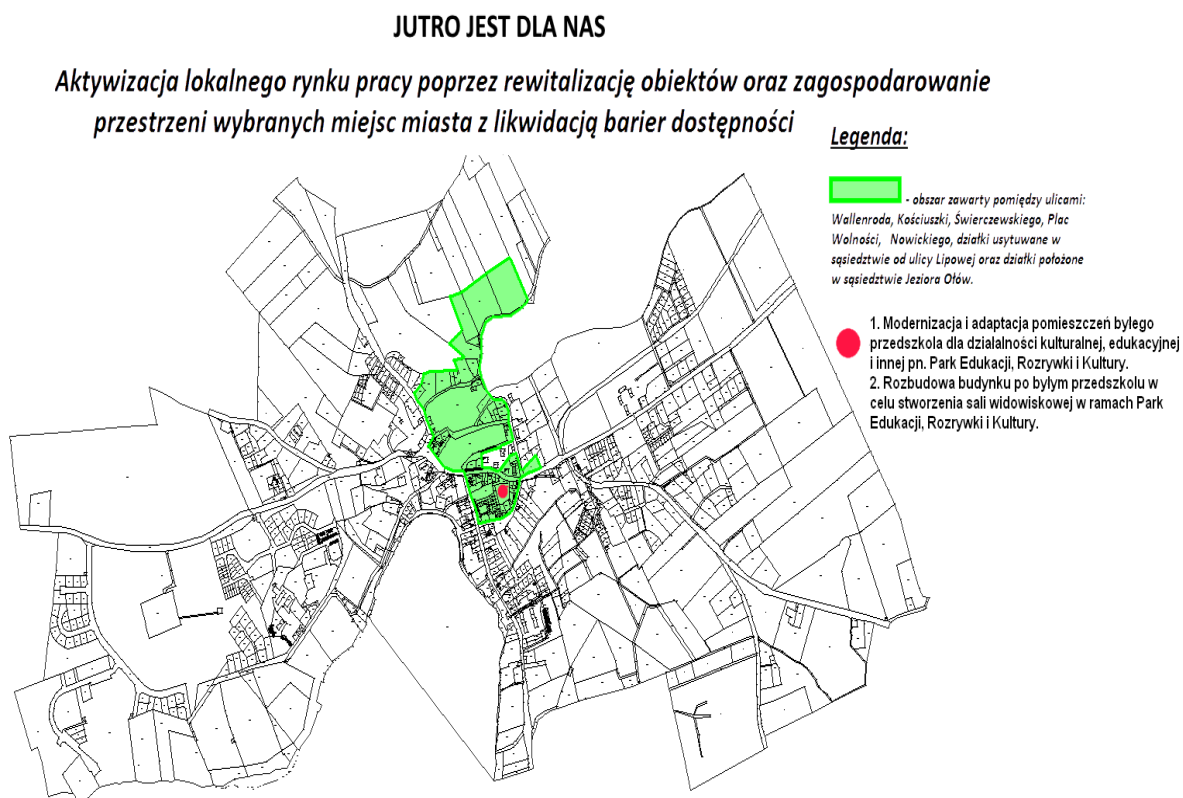 JUTRO JEST DLA NAS
Aktywizacja lokalnego rynku pracy poprzez rewitalizację obiektów oraz zagospodarowanie
przestrzeni wybranych miejsc miasta z likwidacją barier dostępności
Legenda:
- obszar zawarty pomiędzy ulicami:
Wallenroda, Kościuszki, Świerczewskiego, Plac
Wolności, Nowickiego, działki usytuwane w
sąsiedztwie od ulicy Lipowej oraz działki położone
w sąsiedztwie Jeziora Ołów.
1. Modernizacja i adaptacja pomieszczeń byłego
przedszkola dla działalności kulturalnej, edukacyjnej
i innej pn. Park Edukacji, Rozrywki i Kultury.
2. Rozbudowa budynku po byłym przedszkolu w
celu stworzenia sali widowiskowej w ramach Park
Edukacji, Rozrywki i Kultury.